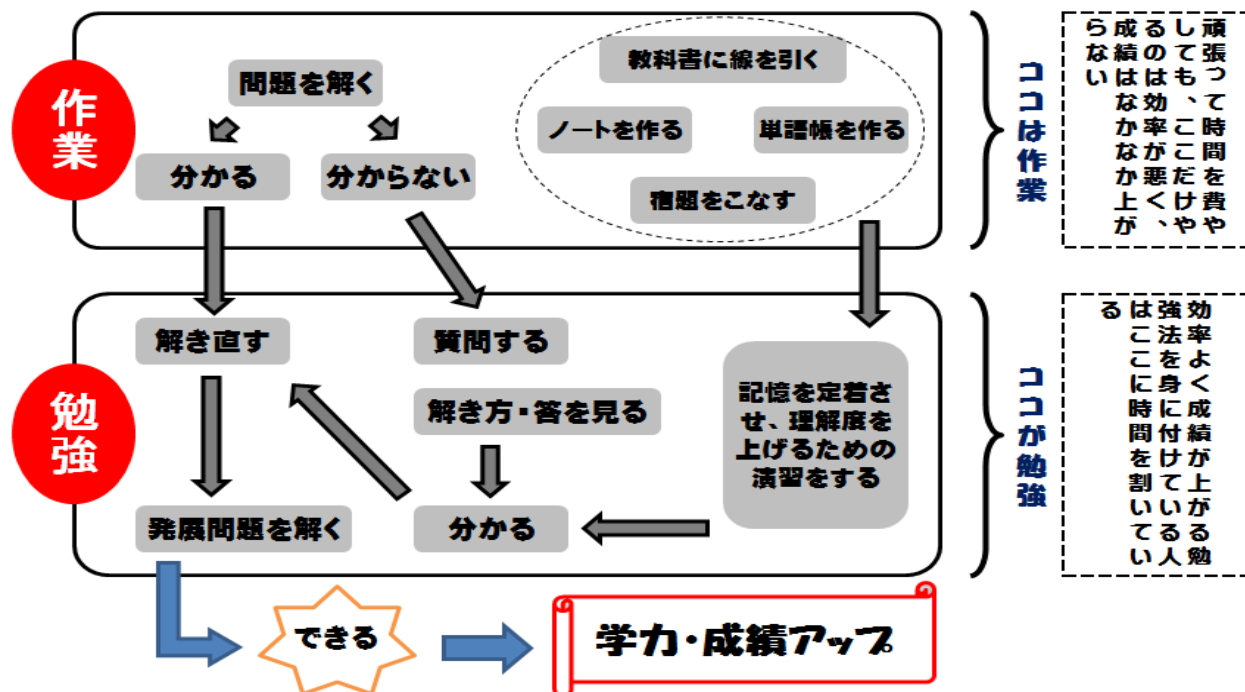 作業
問題を解く
分かる
分からない
教科書に線を引く
ノートを作る
単語帳を作る
宿題をこなす
ココは作業
頑張って時間を費や
しても、ここだけや
るのは効率が悪く、
成績はなかなか上が
らない
勉強
解き直す
質問する
解き方・答を見る
発展問題を解く
分かる
記憶を定着さ
せ、理解度を
上げるための
演習をする
ココが勉強
効率よく成績が上がる勉
強法を身に付けている人
はここに時間を割いてい
る
できる
学力・成績アップ